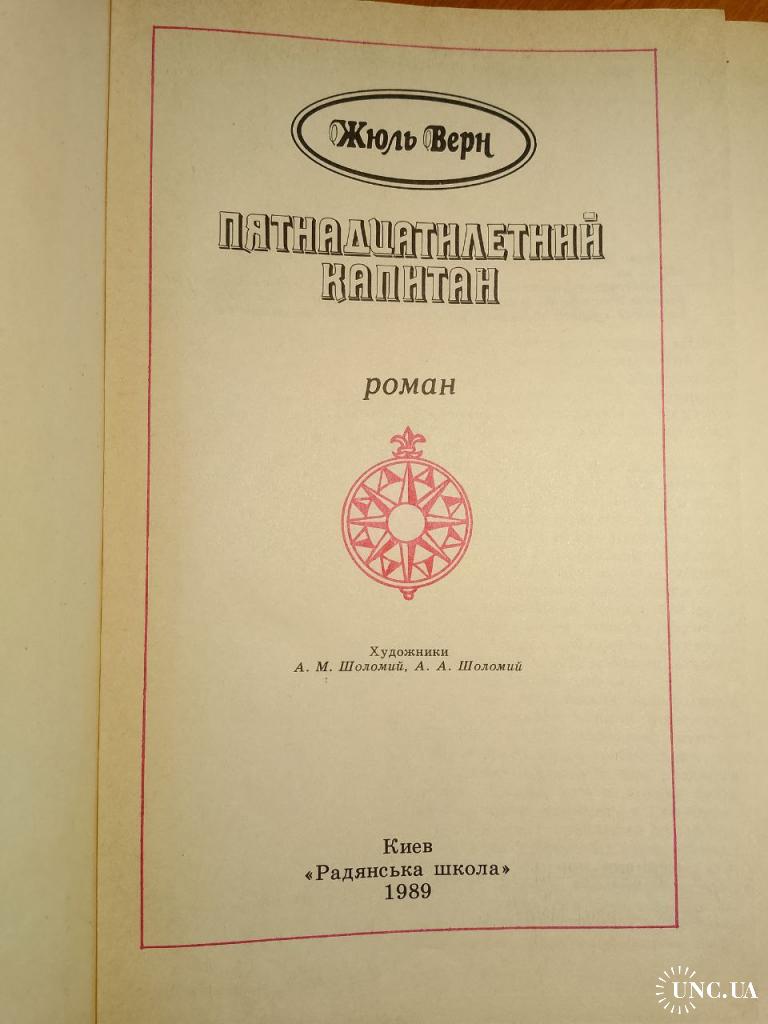 Жюль Верн
ПЯТНАДЦАТИЛЕТНИЙ
КАПИТАН
роман
Художники
А. М. Шоломий, А. А. Шоломий
Киев
«Радянська школа»
1989
UNC.UA